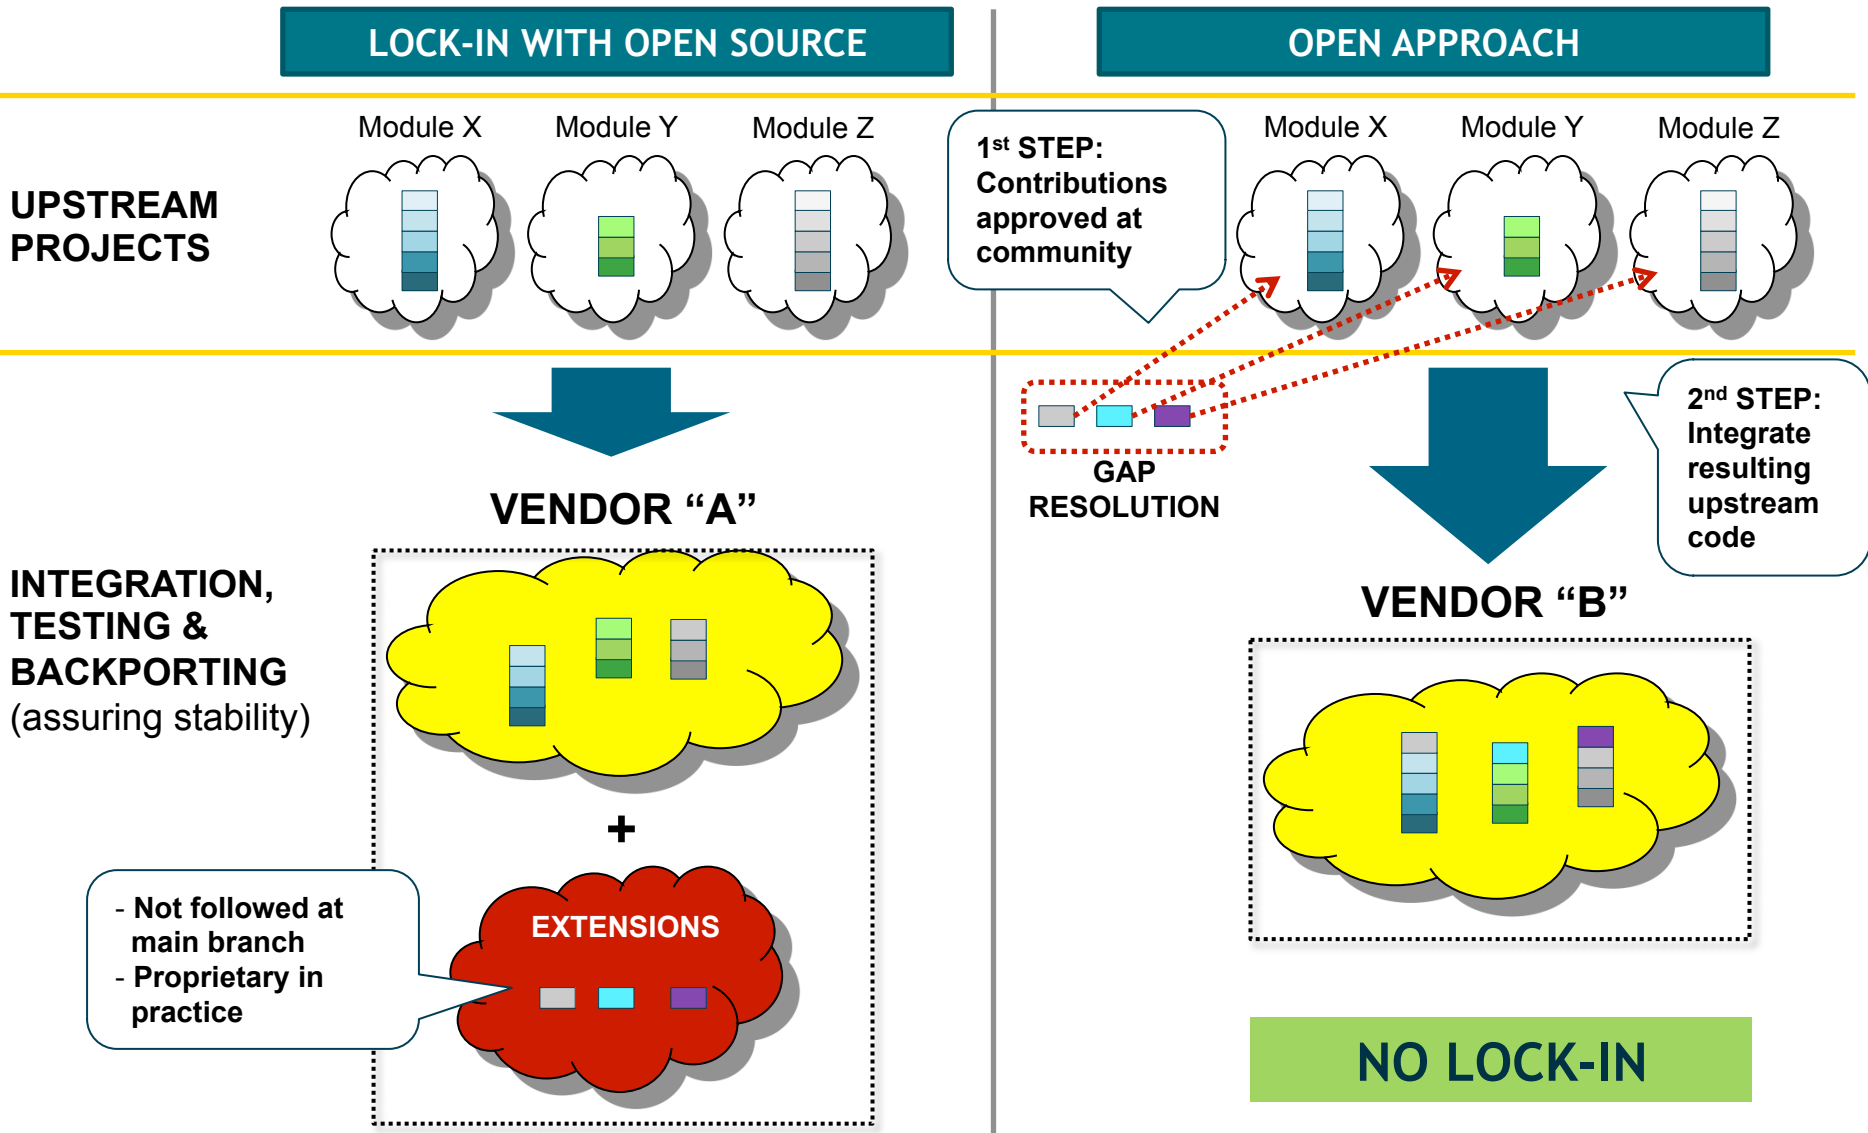 LOCK-IN WITH OPEN SOURCE
OPEN APPROACH
Module X
Module Y
Module Z
UPSTREAM
PROJECTS
1st STEP:
Contributions
approved at
community
Module X
Module Y
Module Z
GAP
RESOLUTION
2nd STEP:
Integrate
resulting
upstream
code
VENDOR “A”
VENDOR “B”
INTEGRATION,
TESTING &
BACKPORTING
(assuring stability)
+
EXTENSIONS
- Not followed at
main branch
- Proprietary in
practice
NO LOCK-IN